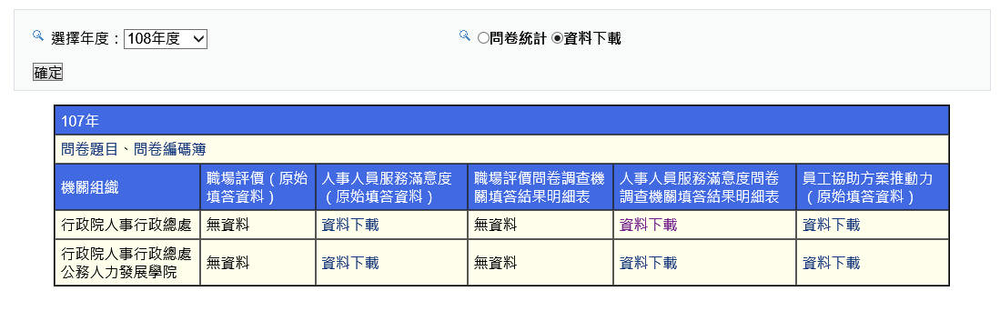 選擇年度：108年度 問卷統計 資料下載
確定
107年
問卷題目、問卷編碼簿
機關組織
職場評價（原始
填答資料）
人事人員服務滿意度
（原始填答資料）
職場評價問卷調查機
關填答結果明細表
人事人員服務滿意度問卷
調查機關填答結果明細表
員工協助方案推動力
（原始填答資料）
行政院人事行政總處 無資料 資料下載 無資料 資料下載 資料下載
行政院人事行政總處
公務人力發展學院
無資料 資料下載 無資料 資料下載 資料下載